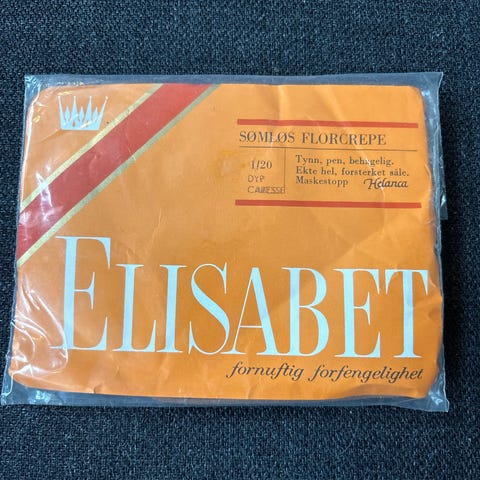 SØMLØS FLORCREPE
1/20
DYP
CARESSE
Tynn, pen, behagelig.
Ekte hel, forsterket såle.
Maskestopp Helanca
ELISABET
fornuftig forfengelighet